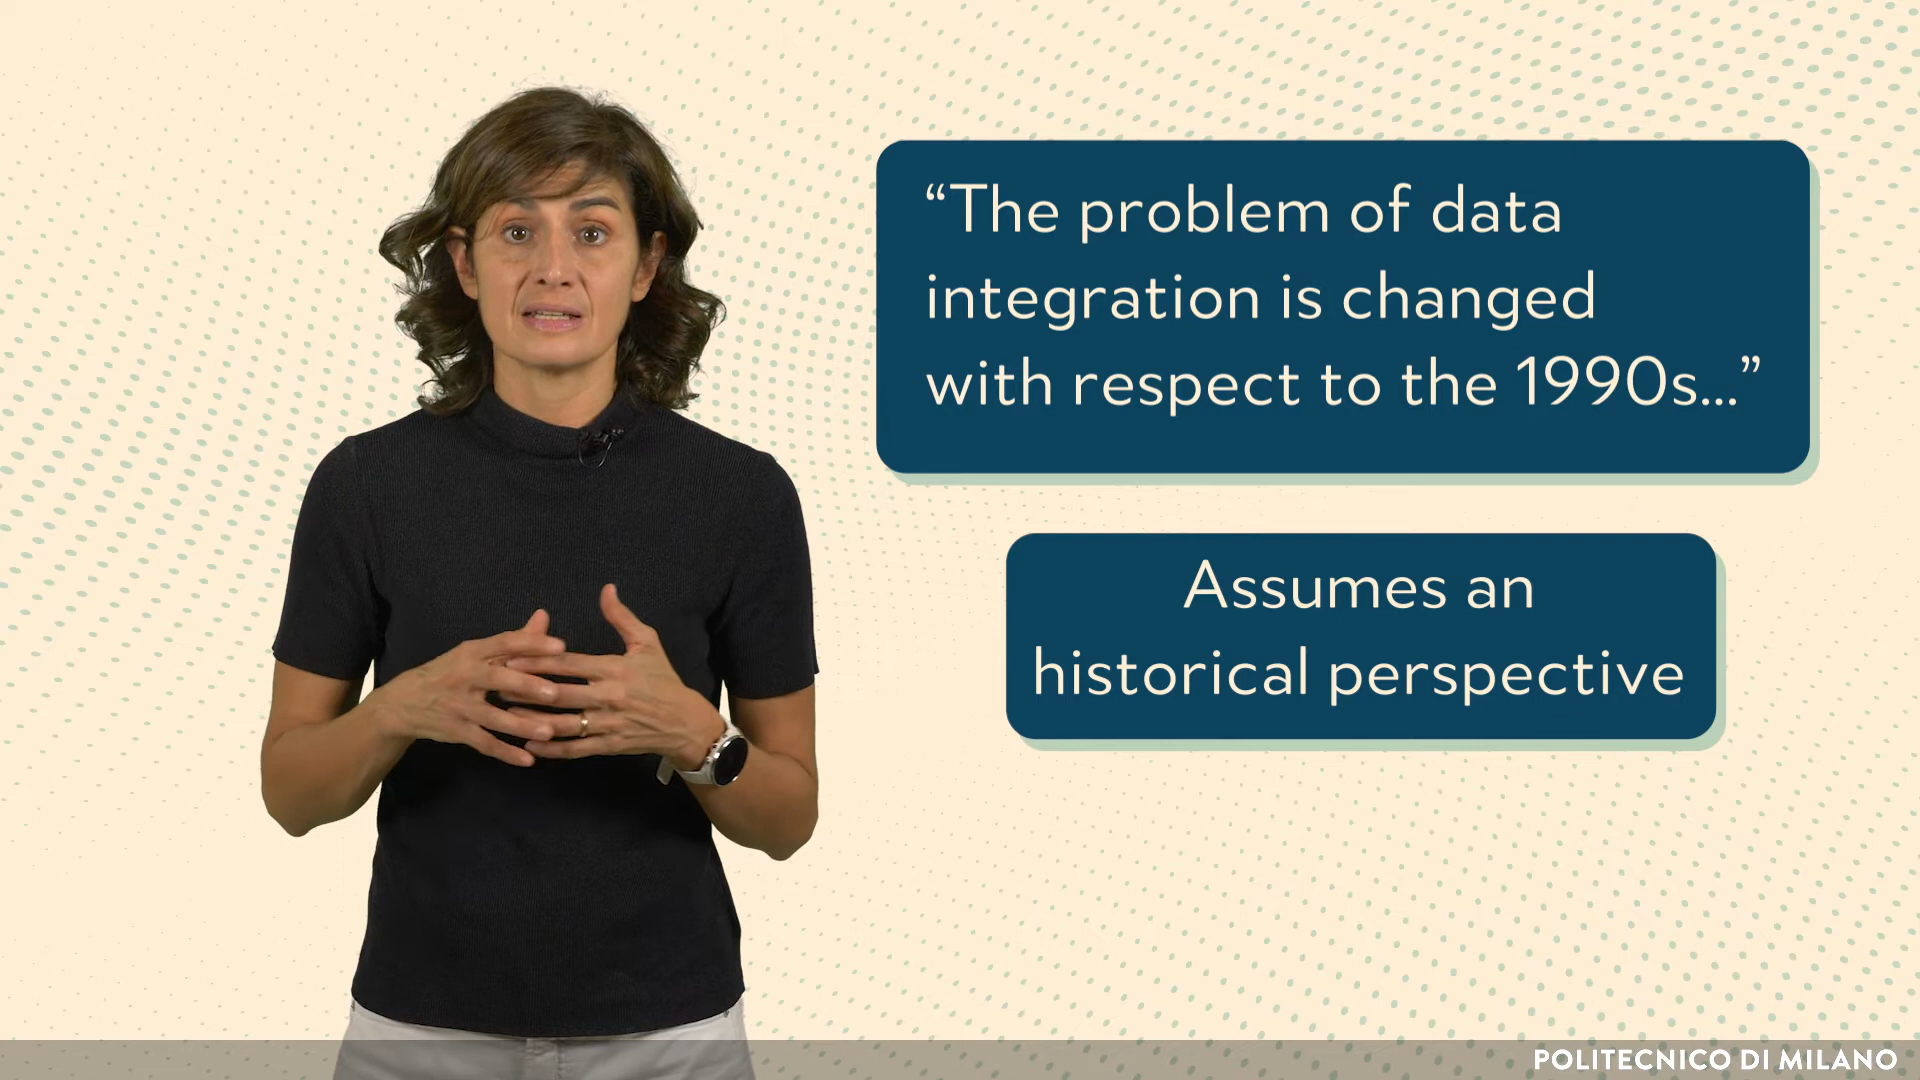 “The problem of data
integration is changed
with respect to the 1990s...”
Assumes an
historical perspective
POLITECNICO DI MILANO